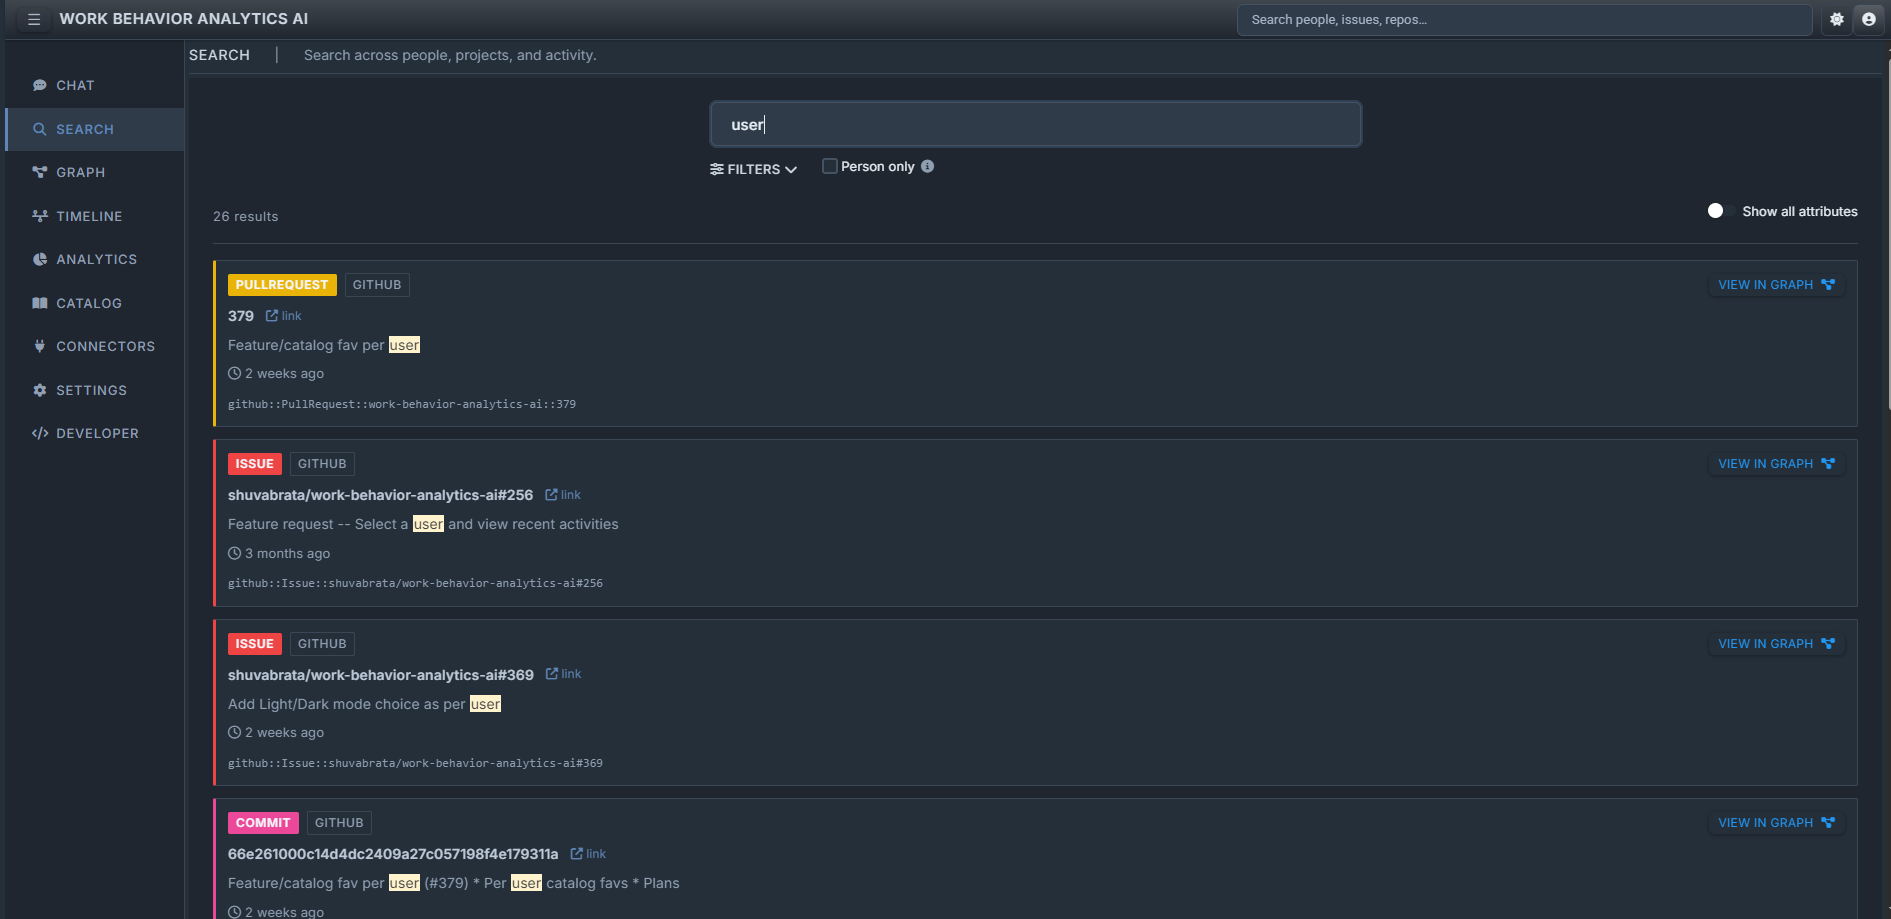 WORK BEHAVIOR ANALYTICS AI
Search people, issues, repos...
SEARCH | Search across people, projects, and activity.
CHAT
SEARCH
GRAPH
TIMELINE
ANALYTICS
CATALOG
CONNECTORS
SETTINGS
DEVELOPER
user
FILTERS
Person only
26 results
Show all attributes
PULLREQUEST GITHUB VIEW IN GRAPH
379 link
Feature/catalog fav per user
2 weeks ago
github::PullRequest::work-behavior-analytics-ai::379
ISSUE GITHUB VIEW IN GRAPH
shuvabrata/work-behavior-analytics-ai#256 link
Feature request -- Select a user and view recent activities
3 months ago
github::Issue::shuvabrata/work-behavior-analytics-ai#256
ISSUE GITHUB VIEW IN GRAPH
shuvabrata/work-behavior-analytics-ai#369 link
Add Light/Dark mode choice as per user
2 weeks ago
github::Issue::shuvabrata/work-behavior-analytics-ai#369
COMMIT GITHUB VIEW IN GRAPH
66e261000c14d4dc2409a27c057198f4e179311a link
Feature/catalog fav per user (#379) * Per user catalog favs * Plans
2 weeks ago